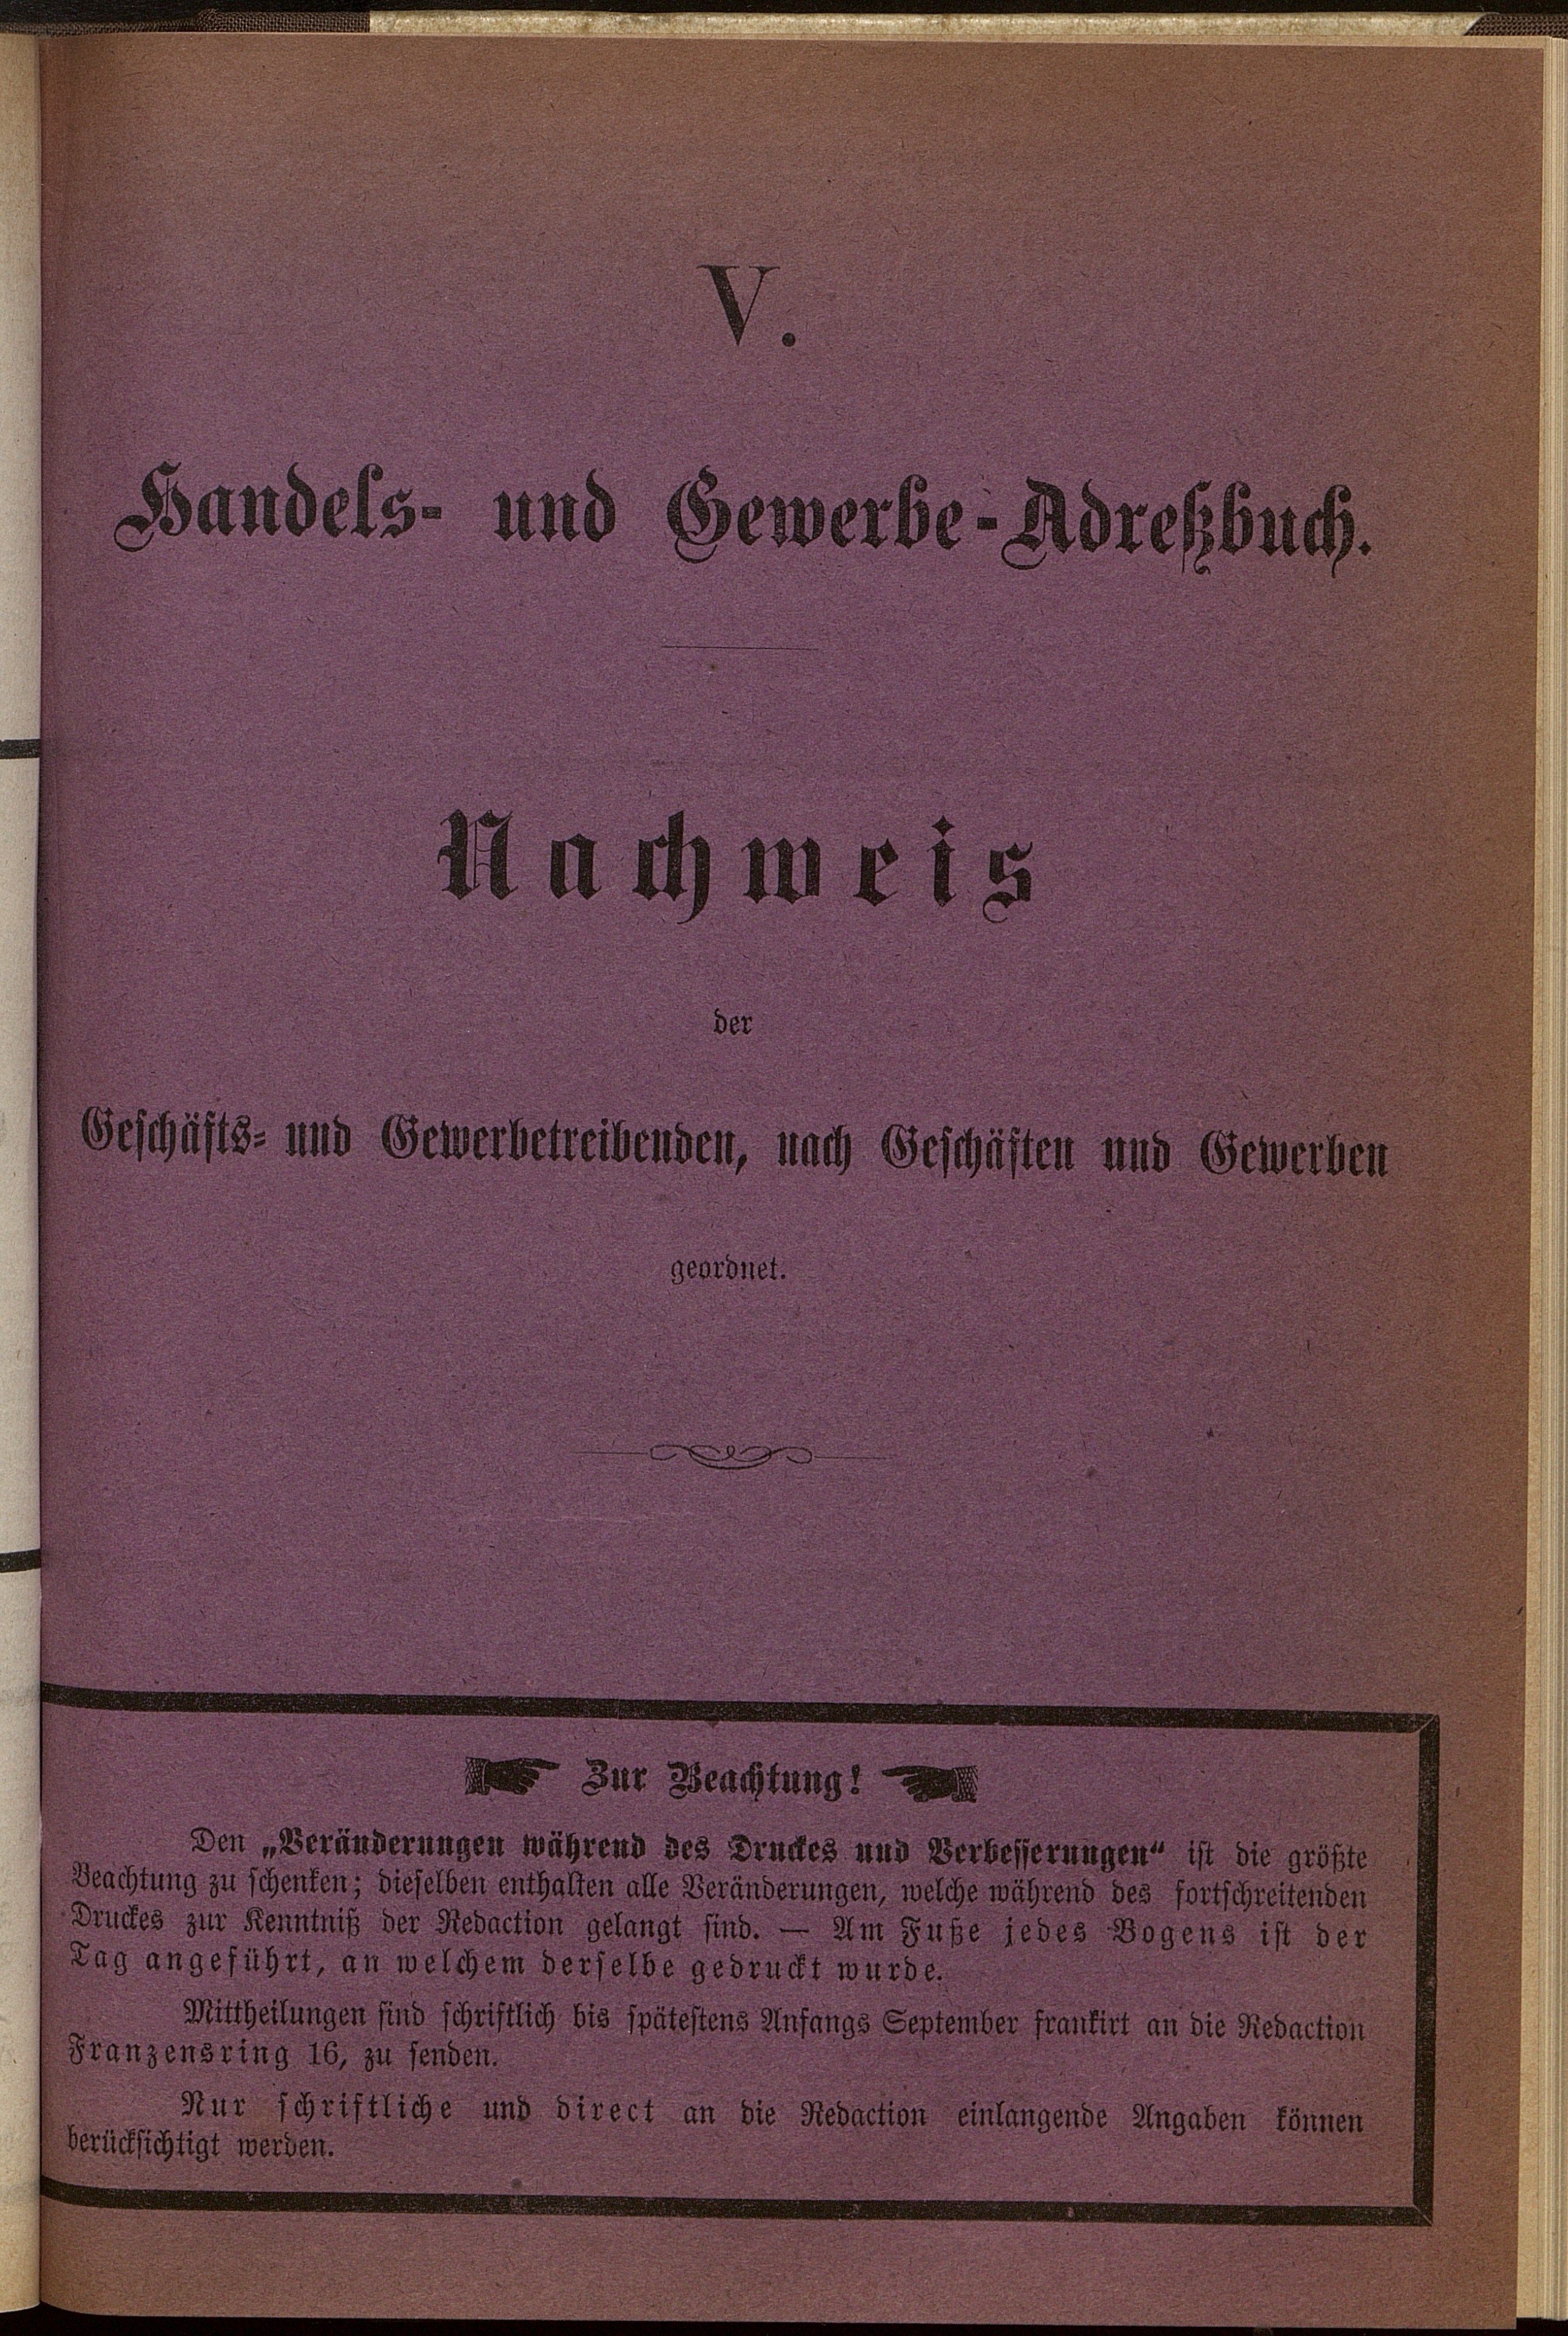 V.
Handels- und Gewerbe-Adreßbuch.
Nachweis
der
Geschäfts- und Gewerbetreibenden, nach Geschäften und Gewerben
geordnet.
Zur Beachtung!
Den „Veränderungen während des Druckes und Verbesserungen“ ist die größte
Beachtung zu schenken; dieselben enthalten alle Veränderungen, welche während des fortschreitenden
Druckes zur Kenntniß der Redaction gelangt sind. — Am Fuße jedes Bogens ist der
Tag angeführt, an welchem derselbe gedruckt wurde.
Mittheilungen sind schriftlich bis spätestens Anfangs September frankirt an die Redaction
Franzensring 16, zu senden.
Nur schriftliche und direct an die Redaction einlangende Angaben können
berücksichtigt werden.